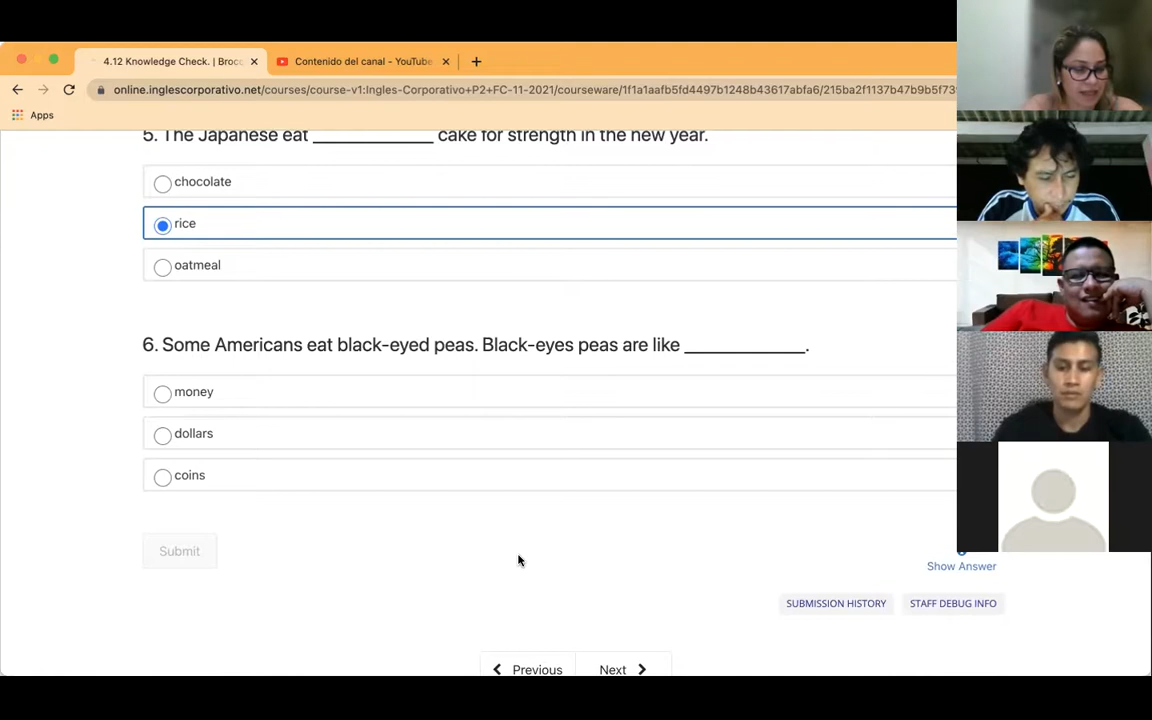 4.12 Knowledge Check. | Broc
Contenido del canal - YouTube
online.inglescorporativo.net/courses/course-v1:Ingles-Corporativo+P2+FC-11-2021/courseware/1f1a1aafb5fd4497b1248b43617abfa6/215ba2f1137b47b9b5f73
Apps
5. The Japanese eat _____________ cake for strength in the new year.
chocolate
rice
oatmeal
6. Some Americans eat black-eyed peas. Black-eyes peas are like _____________.
money
dollars
coins
Submit
Show Answer
SUBMISSION HISTORY
STAFF DEBUG INFO
Previous
Next